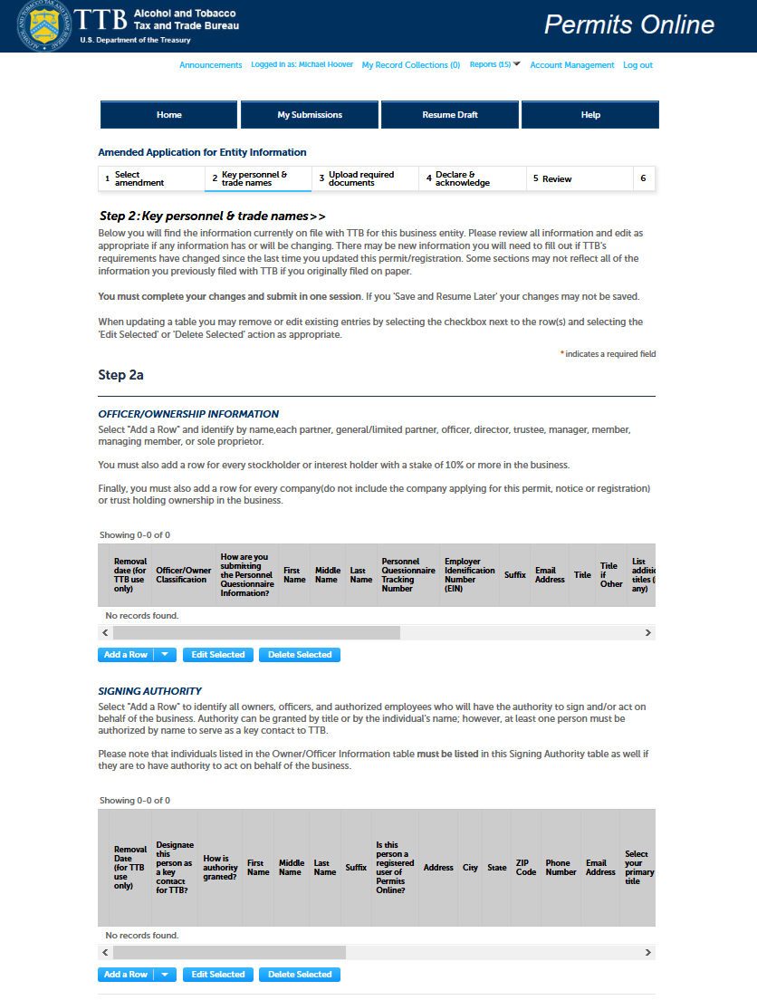 TTB
Alcohol and Tobacco
Tax and Trade Bureau
U.S. Department of the Treasury
Permits Online
Announcements Logged in as: Michael Hoover My Record Collections (0) Reports (15) Account Management Log out
Home My Submissions Resume Draft Help
Amended Application for Entity Information
1 Select amendment
2 Key personnel & trade names
3 Upload required documents
4 Declare & acknowledge
5 Review
6
Step 2: Key personnel & trade names>>
Below you will find the information currently on file with TTB for this business entity. Please review all information and edit as
appropriate if any information has or will be changing. There may be new information you will need to fill out if TTB's
requirements have changed since the last time you updated this permit/registration. Some sections may not reflect all of the
information you previously filed with TTB if you originally filed on paper.
You must complete your changes and submit in one session. If you 'Save and Resume Later' your changes may not be saved.
When updating a table you may remove or edit existing entries by selecting the checkbox next to the row(s) and selecting the
'Edit Selected' or 'Delete Selected' action as appropriate.
* indicates a required field
Step 2a
OFFICER/OWNERSHIP INFORMATION
Select "Add a Row" and identify by name,each partner, general/limited partner, officer, director, trustee, manager, member,
managing member, or sole proprietor.
You must also add a row for every stockholder or interest holder with a stake of 10% or more in the business.
Finally, you must also add a row for every company(do not include the company applying for this permit, notice or registration)
or trust holding ownership in the business.
Showing 0-0 of 0
Removal date (for TTB use only)
Officer/Owner Classification
How are you submitting the Personnel Questionnaire Information?
First Name
Middle Name
Last Name
Personnel Questionnaire Tracking Number
Employer Identification Number (EIN)
Suffix
Email Address
Title
Title if Other
List additio titles ( any)
No records found.
Add a Row Edit Selected Delete Selected
SIGNING AUTHORITY
Select "Add a Row" to identify all owners, officers, and authorized employees who will have the authority to sign and/or act on
behalf of the business. Authority can be granted by title or by the individual's name; however, at least one person must be
authorized by name to serve as a key contact to TTB.
Please note that individuals listed in the Owner/Officer Information table must be listed in this Signing Authority table as well if
they are to have authority to act on behalf of the business.
Showing 0-0 of 0
Removal Date (for TTB use only)
Designate this person as a key contact for TTB?
How is authority granted?
First Name
Middle Name
Last Name
Suffix
Is this person a registered user of Permits Online?
Address
City
State
ZIP Code
Phone Number
Email Address
Select your primary title
No records found.
Add a Row Edit Selected Delete Selected